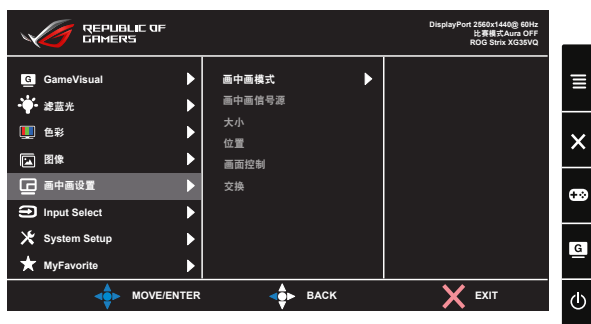 REPUBLIC OF
GAMERS
DisplayPort 2560x1440@ 60Hz
比赛模式Aura OFF
ROG Strix XG35VQ
G GameVisual
滤蓝光
色彩
图像
画中画设置
Input Select
System Setup
MyFavorite
画中画模式
画中画信号源
大小
位置
画面控制
交换
MOVE/ENTER
BACK
EXIT
G